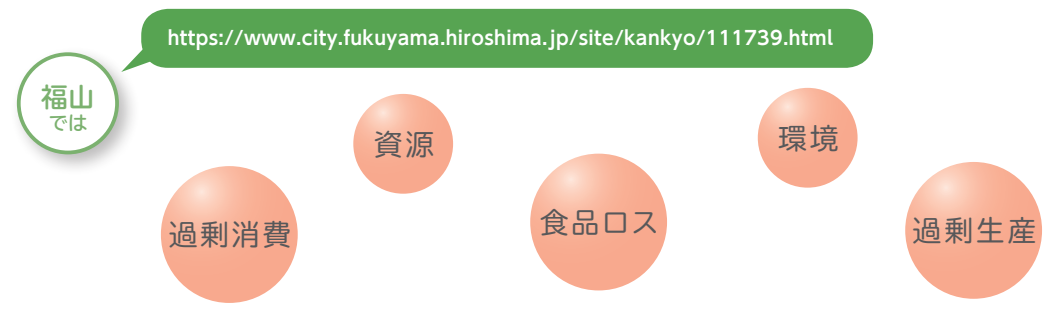 https://www.city.fukuyama.hiroshima.jp/site/kankyo/111739.html
福山
では
資源
環境
過剰消費
食品ロス
過剰生産